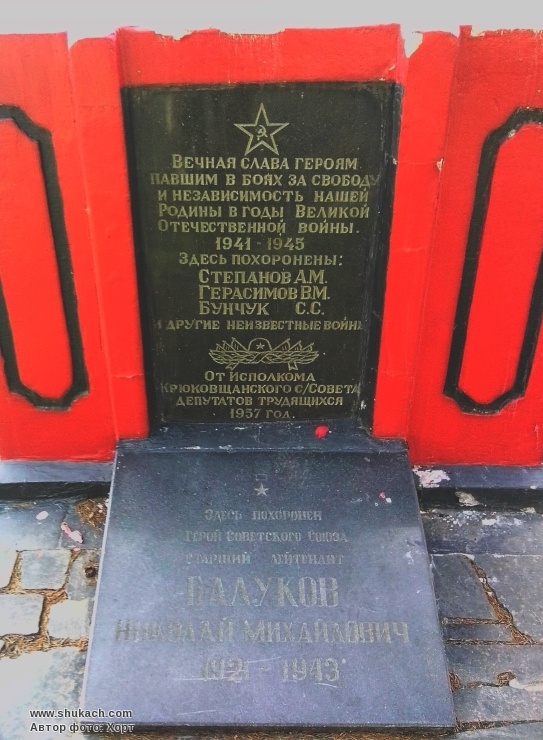 ВЕЧНАЯ СЛАВА ГЕРОЯМ
ПАВШИМ В БОЯХ ЗА СВОБОДУ
И НЕЗАВИСИМОСТЬ НАШЕЙ
РОДИНЫ В ГОДЫ ВЕЛИКОЙ
ОТЕЧЕСТВЕННОЙ ВОЙНЫ.
1941 - 1945
ЗДЕСЬ ПОХОРОНЕНЫ:
СТЕПАНОВ А.М.
ГЕРАСИМОВ В.М.
БУНЧУК С.С.
И ДРУГИЕ НЕИЗВЕСТНЫЕ ВОИНЫ
ОТ ИСПОЛКОМА
КРЮКОВЩАНСКОГО С/СОВЕТА
ДЕПУТАТОВ ТРУДЯЩИХСЯ
1957 ГОД.
ЗДЕСЬ ПОХОРОНЕН
ГЕРОЙ СОВЕТСКОГО СОЮЗА
СТАРШИЙ ЛЕЙТЕНАНТ
БАЛУКОВ
НИКОЛАЙ МИХАЙЛОВИЧ
1921 - 1943
www.shukach.com
Автор фото: Хорт